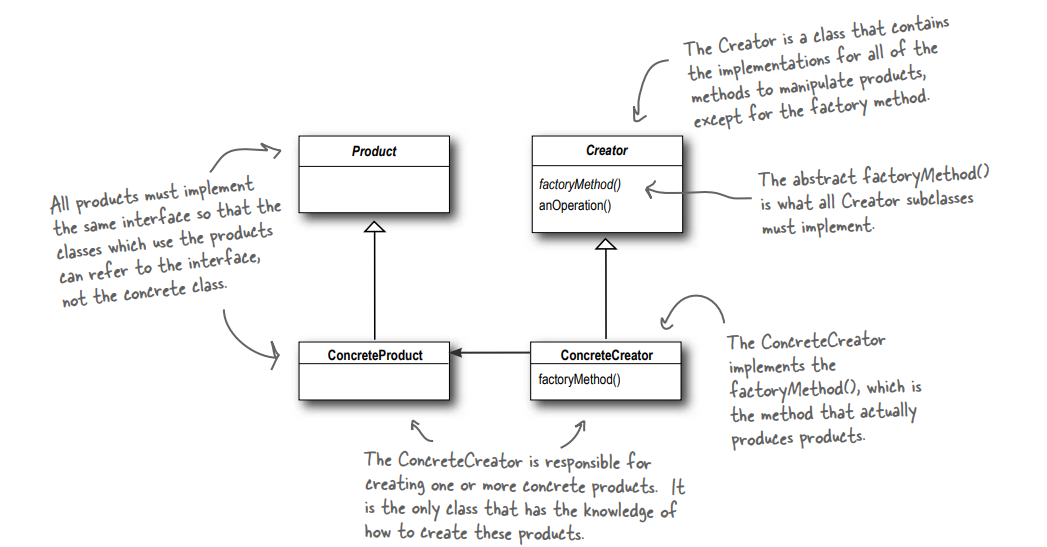 The Creator is a class that contains
the implementations for all of the
methods to manipulate products,
except for the factory method.
Product
Creator
factoryMethod()
anOperation()
The abstract factoryMethod()
is what all Creator subclasses
must implement.
All products must implement
the same interface so that the
classes which use the products
can refer to the interface,
not the concrete class.
ConcreteProduct
ConcreteCreator
factoryMethod()
The ConcreteCreator
implements the
factoryMethod(), which is
the method that actually
produces products.
The ConcreteCreator is responsible for
creating one or more concrete products. It
is the only class that has the knowledge of
how to create these products.